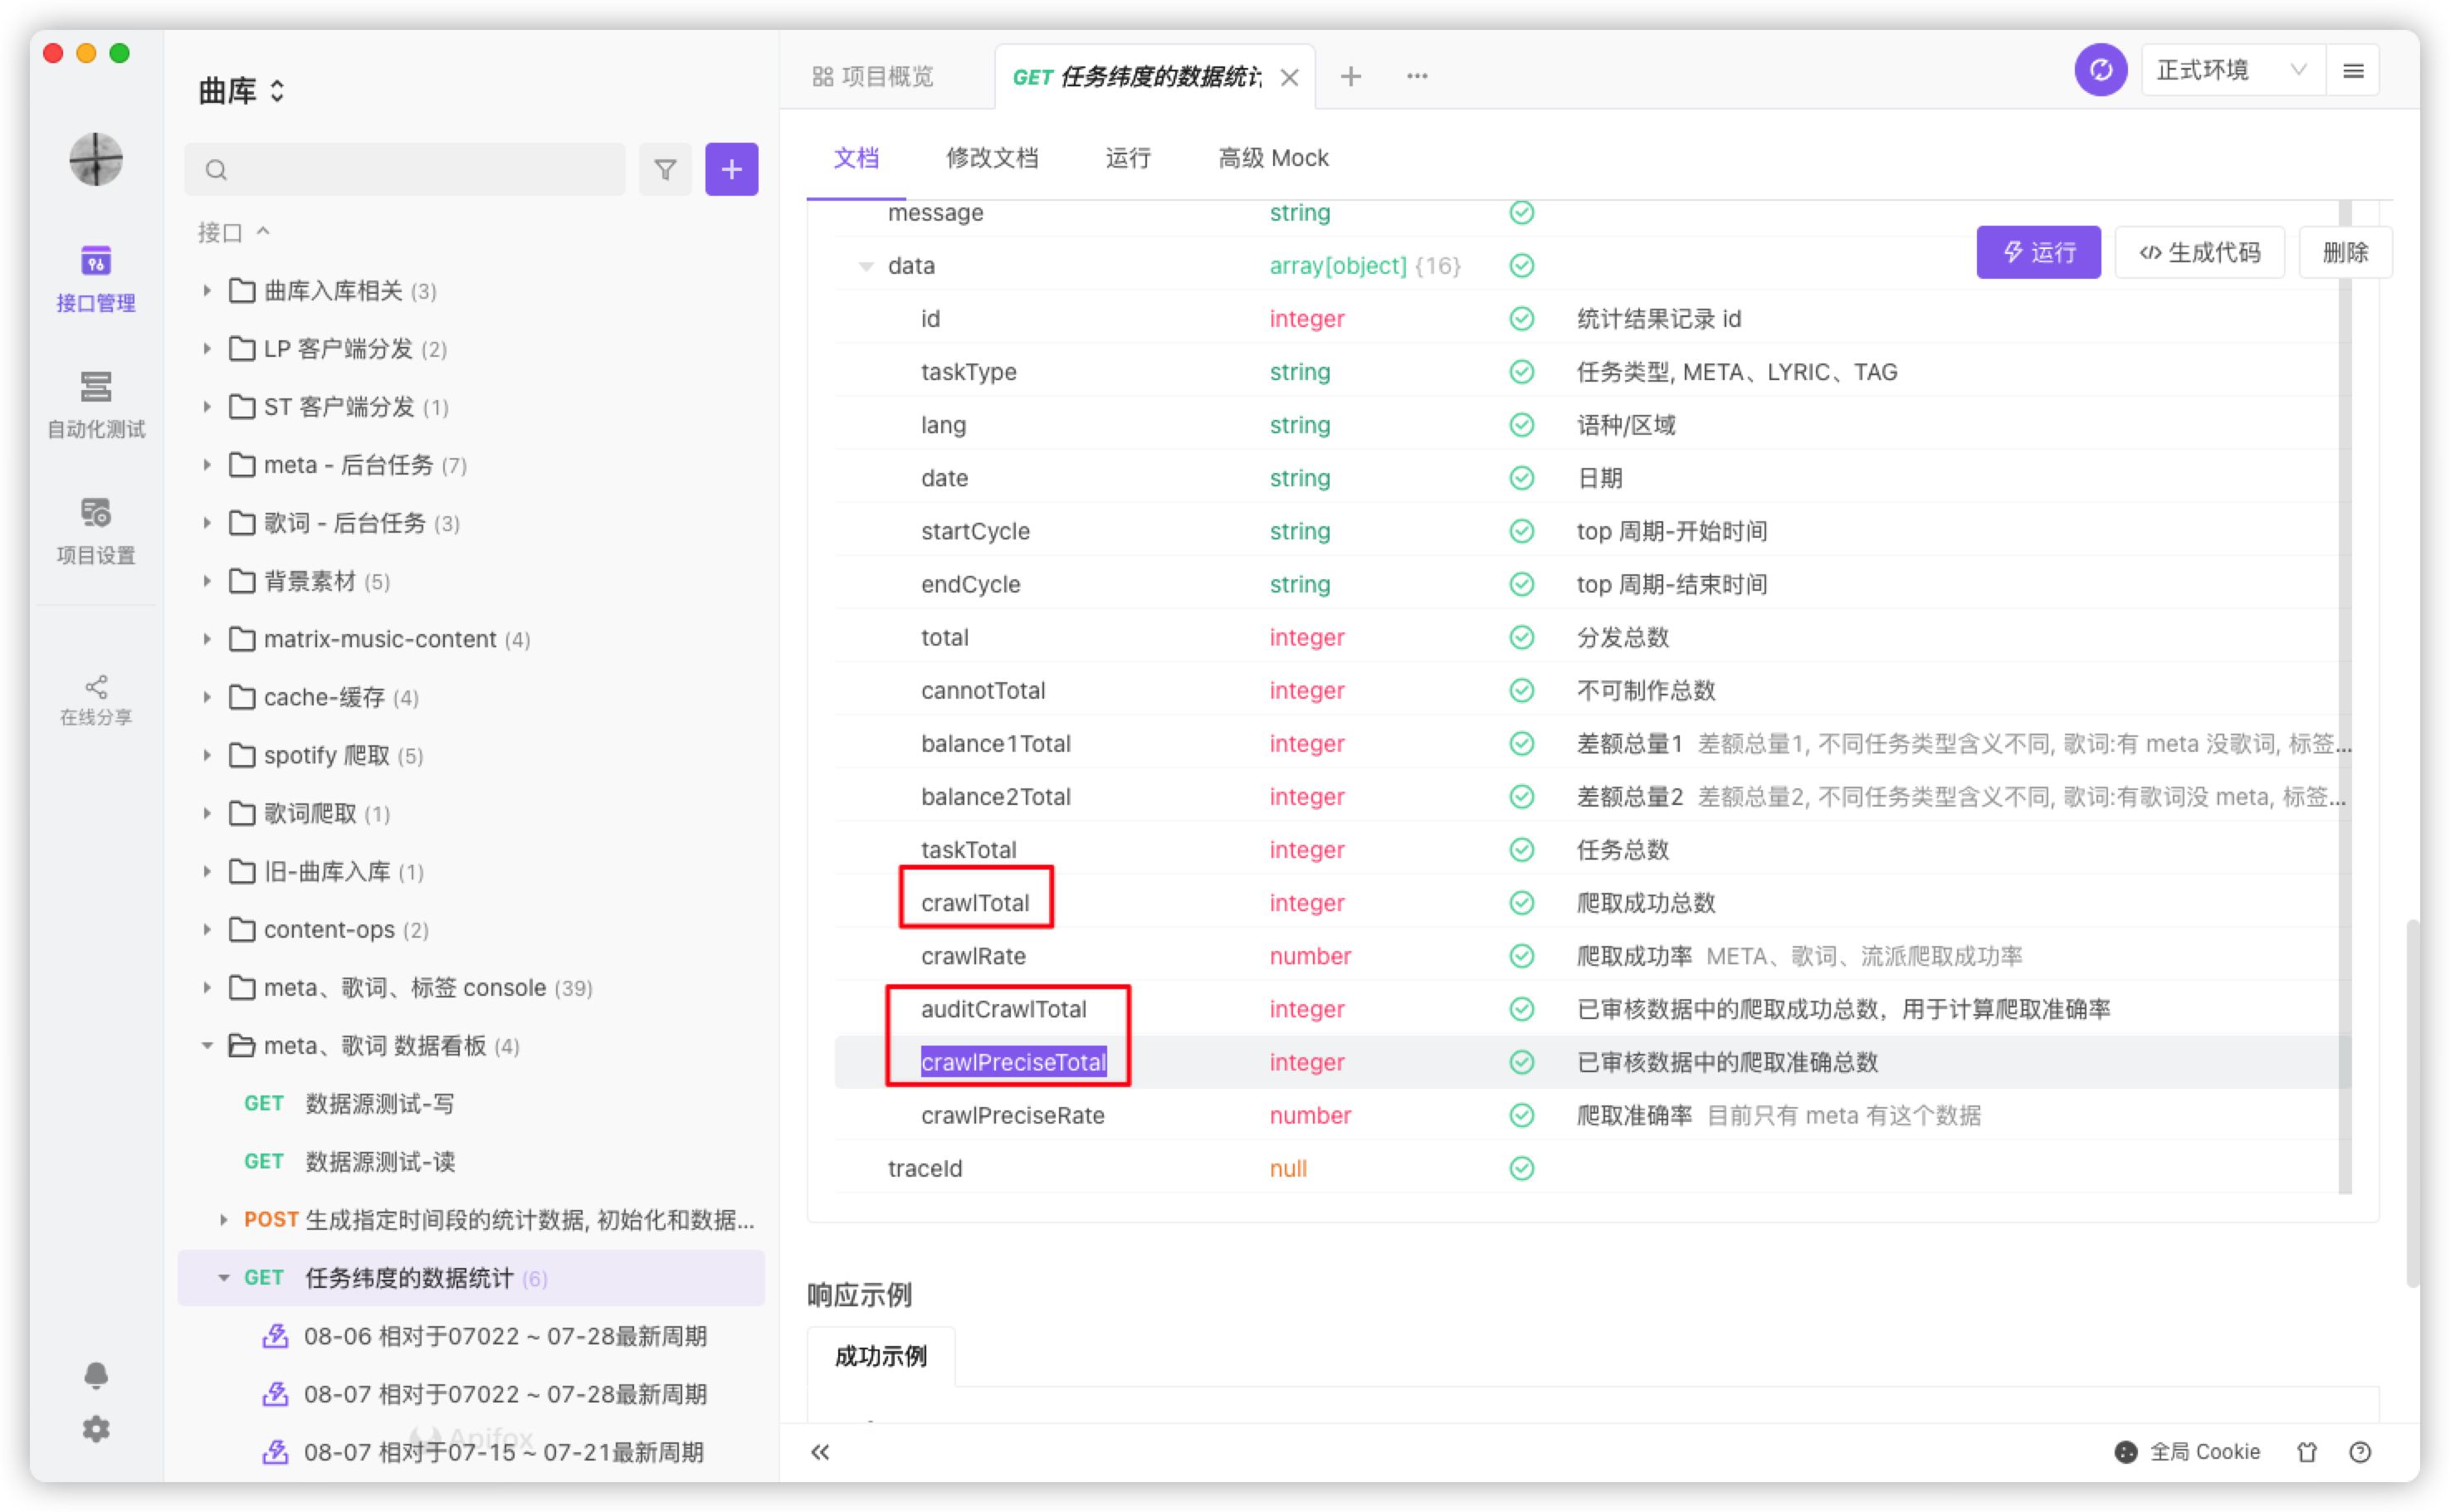 曲库
接口管理
自动化测试
项目设置
在线分享
接口
曲库入库相关 (3)
LP 客户端分发 (2)
ST 客户端分发 (1)
meta - 后台任务 (7)
歌词 - 后台任务 (3)
背景素材 (5)
matrix-music-content (4)
cache-缓存 (4)
spotify 爬取 (5)
歌词爬取 (1)
旧-曲库入库 (1)
content-ops (2)
meta、歌词、标签 console (39)
meta、歌词 数据看板 (4)
GET 数据源测试-写
GET 数据源测试-读
POST 生成指定时间段的统计数据, 初始化和数据...
GET 任务纬度的数据统计 (6)
08-06 相对于07022 ~ 07-28最新周期
08-07 相对于07022 ~ 07-28最新周期
08-07 相对于07-15 ~ 07-21最新周期
Apifox
项目概览
GET 任务纬度的数据统计
正式环境
文档 修改文档 运行 高级 Mock
运行 生成代码 删除
message string
data array[object] {16}
id integer 统计结果记录 id
taskType string 任务类型, META、LYRIC、TAG
lang string 语种/区域
date string 日期
startCycle string top 周期-开始时间
endCycle string top 周期-结束时间
total integer 分发总数
cannotTotal integer 不可制作总数
balance1Total integer 差额总量1 差额总量1, 不同任务类型含义不同, 歌词:有 meta 没歌词, 标签...
balance2Total integer 差额总量2 差额总量2, 不同任务类型含义不同, 歌词:有歌词没 meta, 标签...
taskTotal integer 任务总数
crawlTotal integer 爬取成功总数
crawlRate number 爬取成功率 META、歌词、流派爬取成功率
auditCrawlTotal integer 已审核数据中的爬取成功总数，用于计算爬取准确率
crawlPreciseTotal integer 已审核数据中的爬取准确总数
crawlPreciseRate number 爬取准确率 目前只有 meta 有这个数据
traceId null
响应示例
成功示例
全局 Cookie